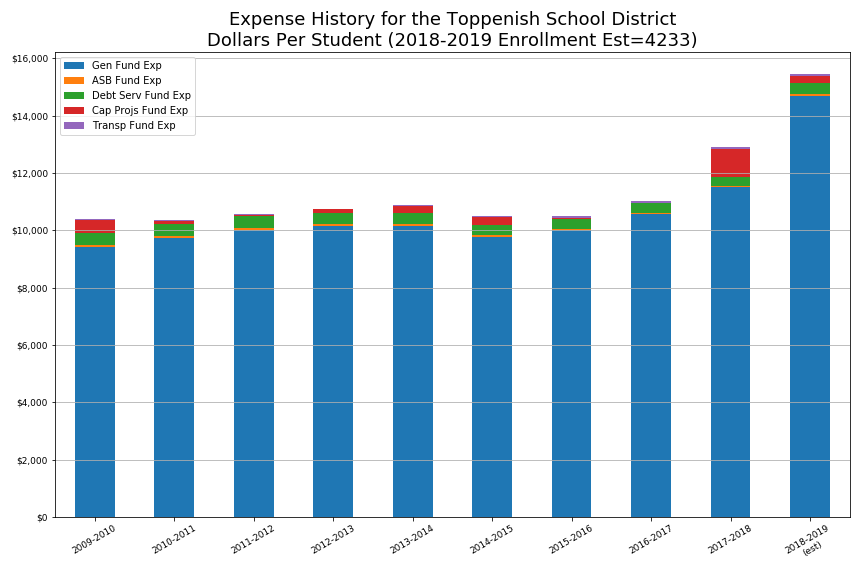 Expense History for the Toppenish School District
Dollars Per Student (2018-2019 Enrollment Est=4233)
Gen Fund Exp
ASB Fund Exp
Debt Serv Fund Exp
Cap Projs Fund Exp
Transp Fund Exp
$16,000
$14,000
$12,000
$10,000
$8,000
$6,000
$4,000
$2,000
$0
2009-2010
2010-2011
2011-2012
2012-2013
2013-2014
2014-2015
2015-2016
2016-2017
2017-2018
2018-2019
(est)